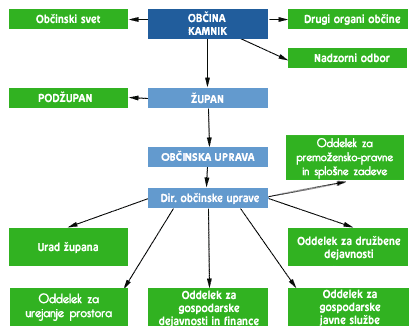 Občinski svet
OBČINA
KAMNIK
Drugi organi občine
Nadzorni odbor
PODŽUPAN
ŽUPAN
OBČINSKA UPRAVA
Oddelek za
premožensko-pravne
in splošne zadeve
Dir. občinske uprave
Urad župana
Oddelek za družbene
dejavnosti
Oddelek za
urejanje prostora
Oddelek za
gospodarske
dejavnosti in finance
Oddelek za
gospodarske
javne službe